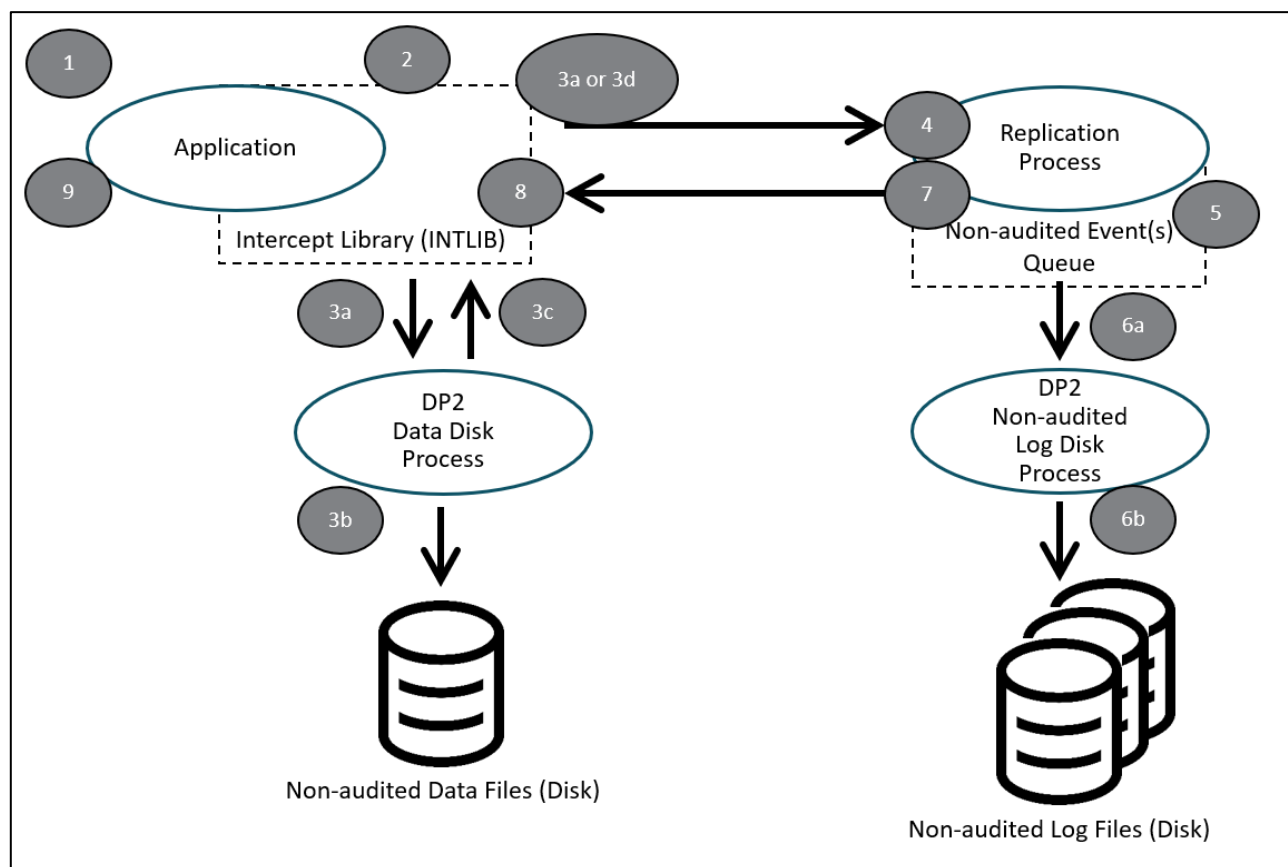 1
2
3a or 3d
Application
4
Replication
Process
9
8
7
5
Intercept Library (INTLIB)
Non-audited Event(s)
Queue
3a
3c
6a
DP2
Data Disk
Process
DP2
Non-audited
Log Disk
Process
3b
6b
Non-audited Data Files (Disk)
Non-audited Log Files (Disk)